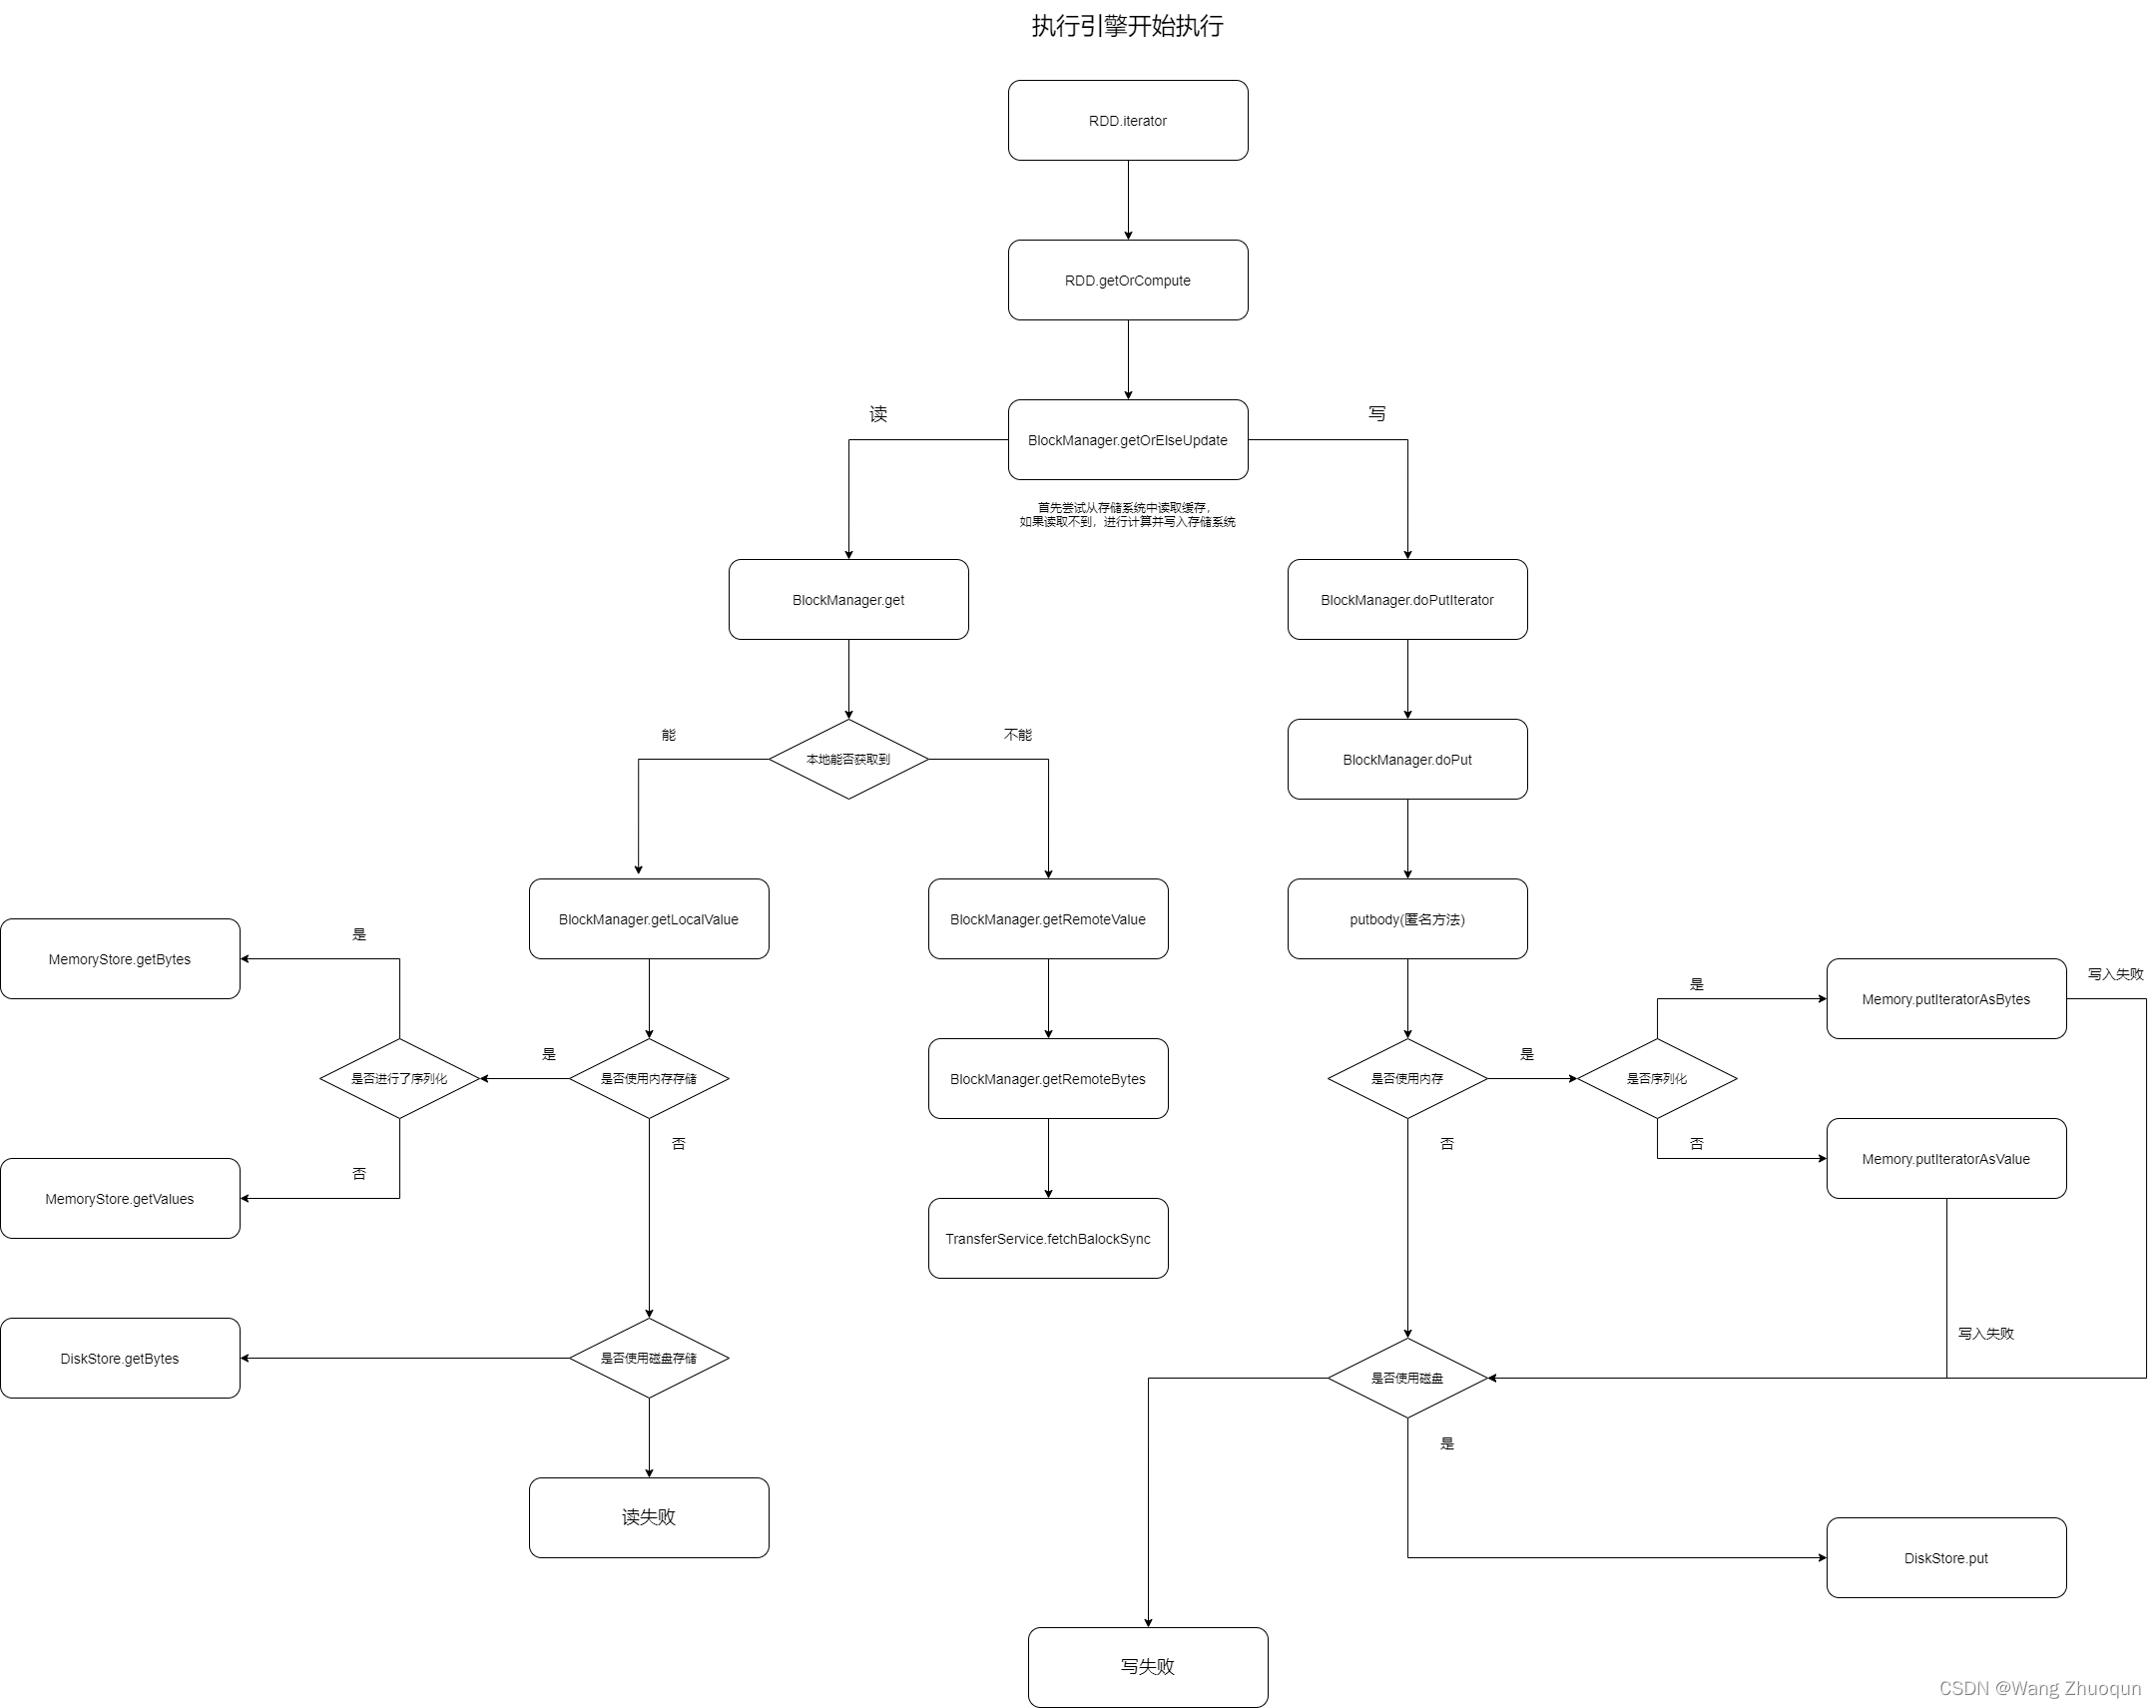 执行引擎开始执行
RDD.iterator
RDD.getOrCompute
读
写
BlockManager.getOrElseUpdate
首先尝试从存储系统中读取缓存，
如果读取不到，进行计算并写入存储系统
BlockManager.get
BlockManager.doPutIterator
能
不能
本地能否获取到
BlockManager.doPut
BlockManager.getLocalValue
BlockManager.getRemoteValue
putbody(匿名方法)
是
MemoryStore.getBytes
写入失败
是
Memory.putIteratorAsBytes
是
是
是否进行了序列化
是否使用内存存储
BlockManager.getRemoteBytes
是否使用内存
是否序列化
否
否
否
否
Memory.putIteratorAsValue
MemoryStore.getValues
TransferService.fetchBalockSync
写入失败
DiskStore.getBytes
是否使用磁盘存储
是否使用磁盘
是
读失败
DiskStore.put
写失败
CSDN @Wang Zhuoqun